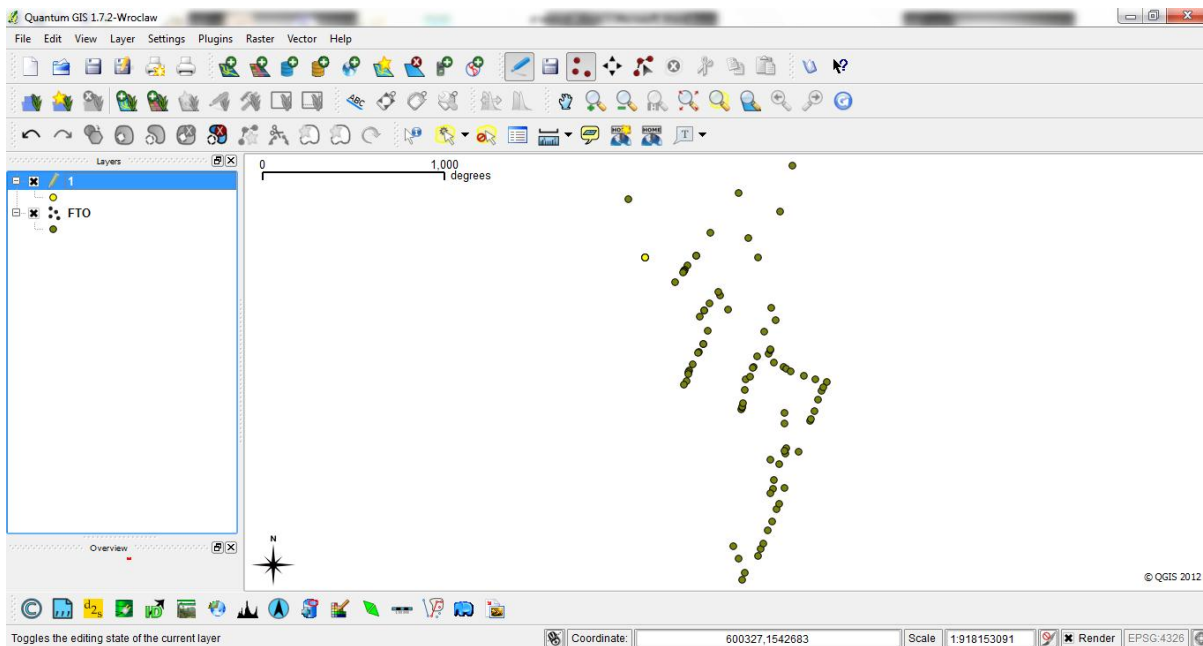 Quantum GIS 1.7.2-Wroclaw
File Edit View Layer Settings Plugins Raster Vector Help
ABC
T
Layers
1
FTO
0 1,000
degrees
Overview
N
© QGIS 2012
Toggles the editing state of the current layer
Coordinate: 600327,1542683 Scale 1:918153091 Render EPSG:4326